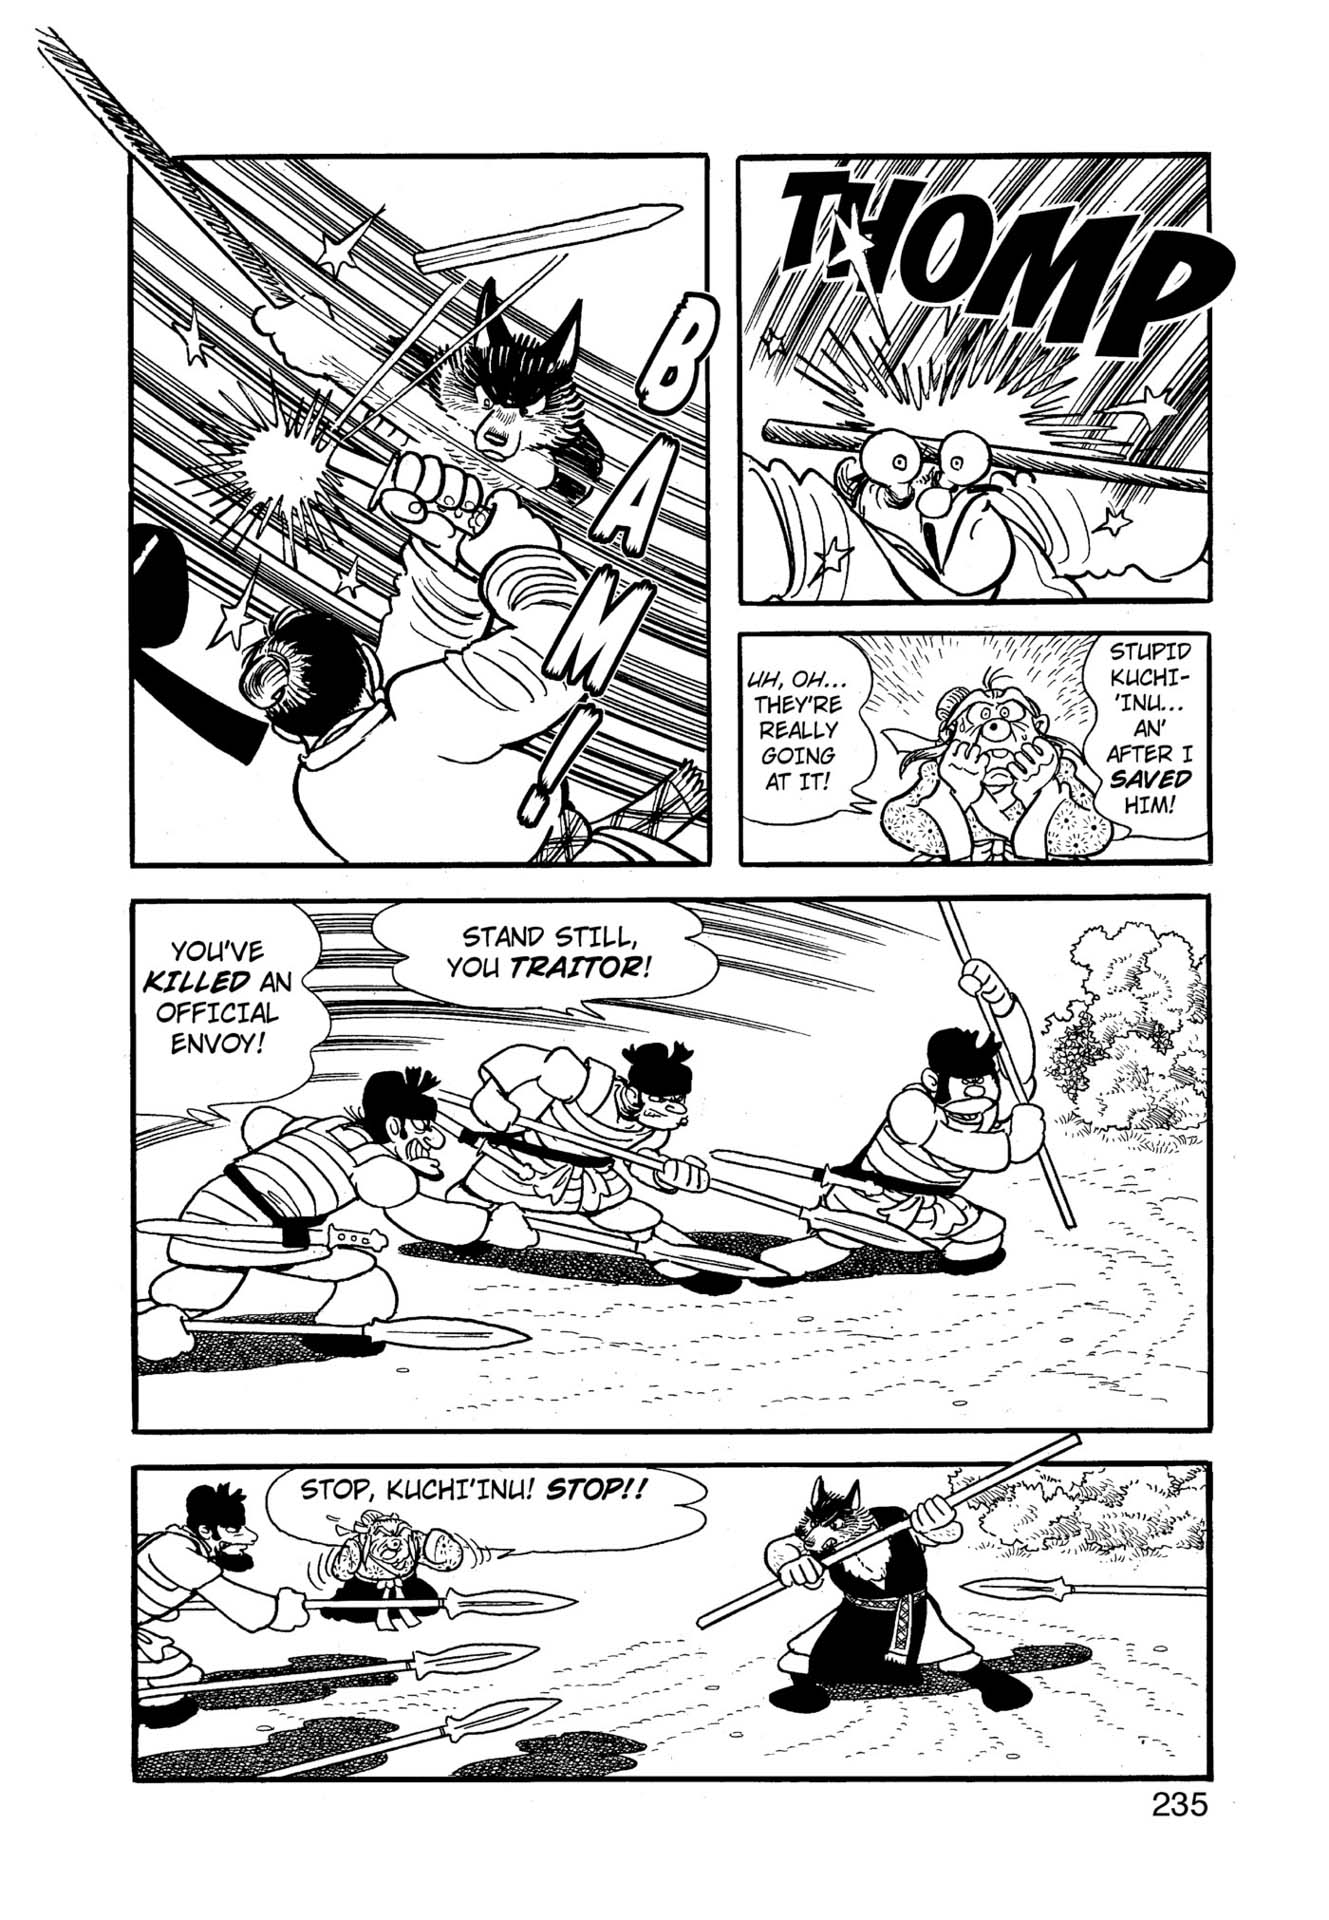 BAM!
THOMP
UH, OH...
THEY'RE
REALLY
GOING
AT IT!
STUPID
KUCHI-
'INU...
AN'
AFTER I
SAVED
HIM!
YOU'VE
KILLED AN
OFFICIAL
ENVOY!
STAND STILL,
YOU TRAITOR!
STOP, KUCHI'INU! STOP!!
235